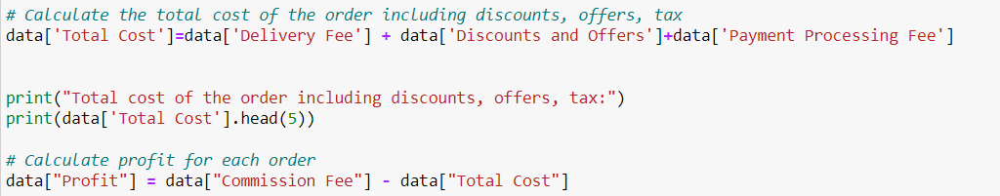 # Calculate the total cost of the order including discounts, offers, tax
data['Total Cost']=data['Delivery Fee'] + data['Discounts and Offers']+data['Payment Processing Fee']
print("Total cost of the order including discounts, offers, tax:")
print(data['Total Cost'].head(5))
# Calculate profit for each order
data["Profit"] = data["Commission Fee"] - data["Total Cost"]